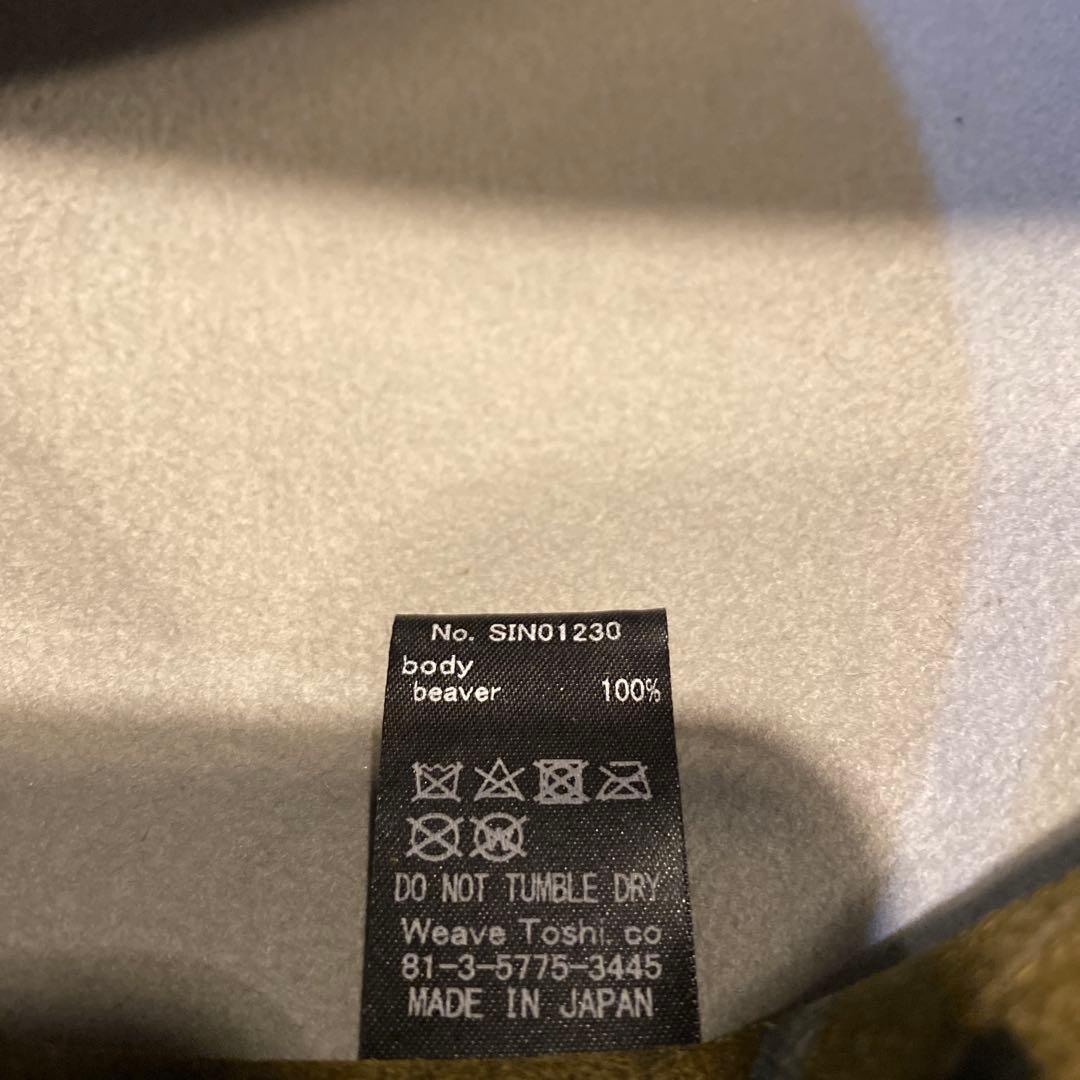 No. SIN01230
body
beaver 100%
W
DO NOT TUMBLE DRY
Weave Toshi. co
81-3-5775-3445
MADE IN JAPAN